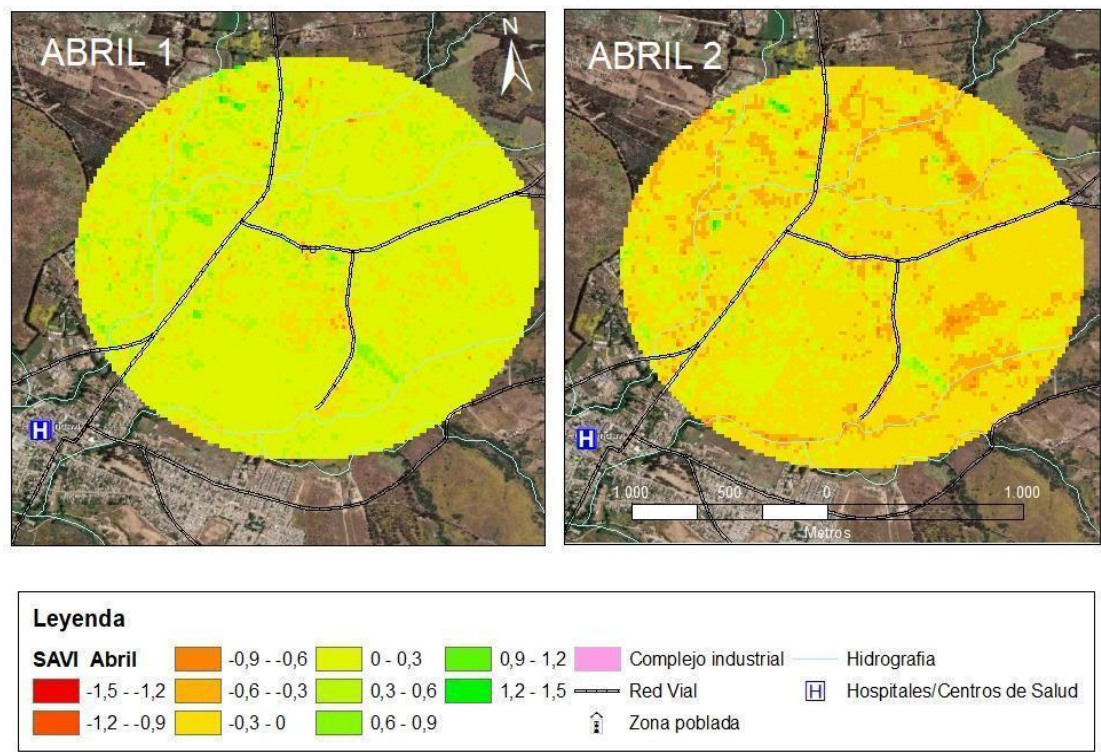 ABRIL 1
N
H
ABRIL 2
H
1 000 500 0 1.000
Metros
Leyenda
SAVI Abril
-1,5 - -1,2
-1,2 - -0,9
-0,9 - -0,6
-0,6 - -0,3
-0,3 - 0
0 - 0,3
0,3 - 0,6
0,6 - 0,9
0,9 - 1,2
1,2 - 1,5
Complejo industrial
Red Vial
Zona poblada
Hidrografia
H Hospitales/Centros de Salud